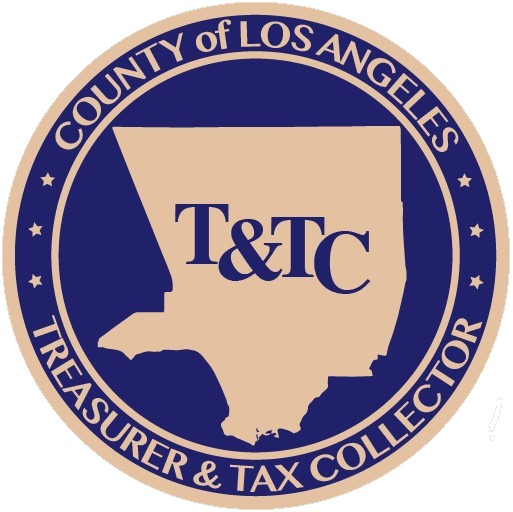 COUNTY of LOS ANGELES
T&TC
TREASURER & TAX COLLECTOR